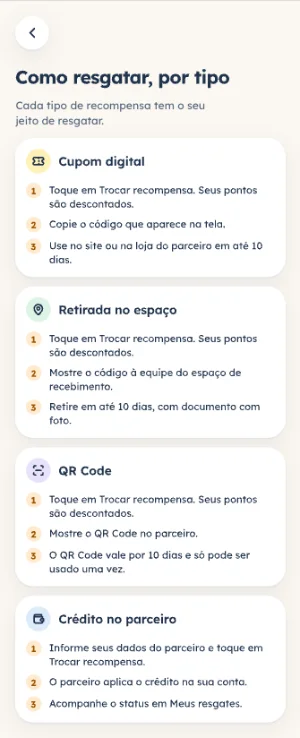 Como resgatar, por tipo
Cada tipo de recompensa tem o seu
jeito de resgatar.
Cupom digital
1 Toque em Trocar recompensa. Seus pontos
são descontados.
2 Copie o código que aparece na tela.
3 Use no site ou na loja do parceiro em até 10
dias.
Retirada no espaço
1 Toque em Trocar recompensa. Seus pontos
são descontados.
2 Mostre o código à equipe do espaço de
recebimento.
3 Retire em até 10 dias, com documento com
foto.
QR Code
1 Toque em Trocar recompensa. Seus pontos
são descontados.
2 Mostre o QR Code no parceiro.
3 O QR Code vale por 10 dias e só pode ser
usado uma vez.
Crédito no parceiro
1 Informe seus dados do parceiro e toque em
Trocar recompensa.
2 O parceiro aplica o crédito na sua conta.
3 Acompanhe o status em Meus resgates.